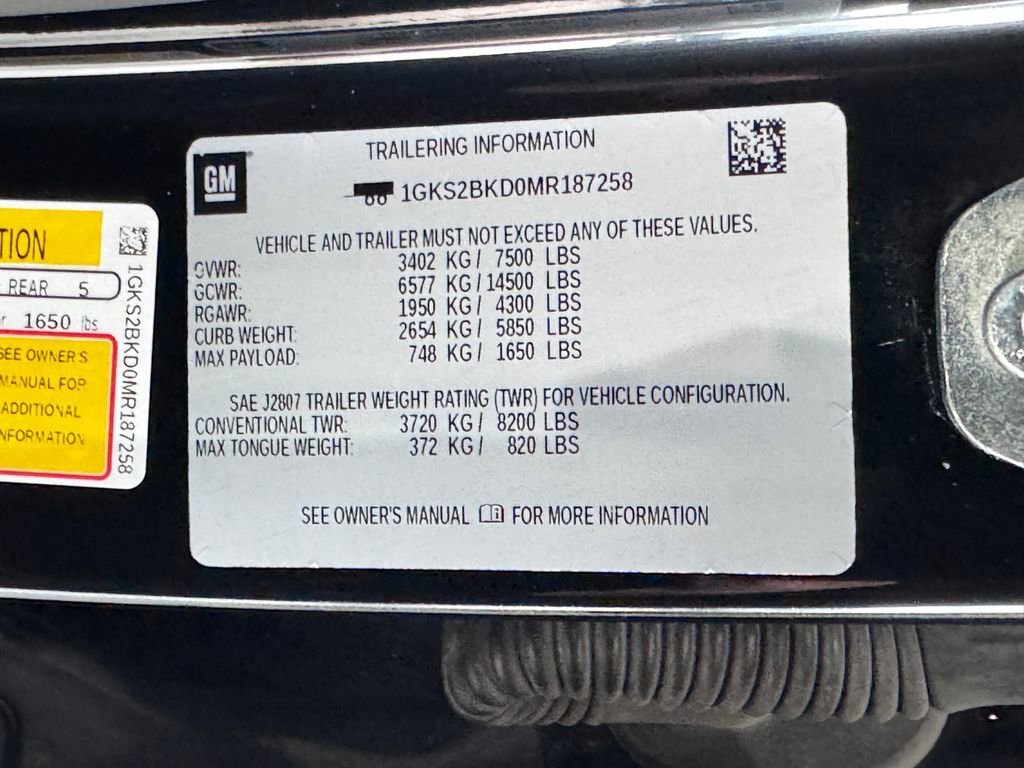 TRAILERING INFORMATION
GM
1GKS2BKD0MR187258
VEHICLE AND TRAILER MUST NOT EXCEED ANY OF THESE VALUES.
GVWR: 3402 KG / 7500 LBS
GCWR: 6577 KG / 14500 LBS
RGAWR: 1950 KG / 4300 LBS
CURB WEIGHT: 2654 KG / 5850 LBS
MAX PAYLOAD: 748 KG / 1650 LBS
SAE J2807 TRAILER WEIGHT RATING (TWR) FOR VEHICLE CONFIGURATION.
CONVENTIONAL TWR: 3720 KG / 8200 LBS
MAX TONGUE WEIGHT: 372 KG / 820 LBS
SEE OWNER'S MANUAL FOR MORE INFORMATION
REAR 5
1650 lbs
SEE OWNER'S
MANUAL FOR
ADDITIONAL
INFORMATION
1GKS2BKD0MR187258